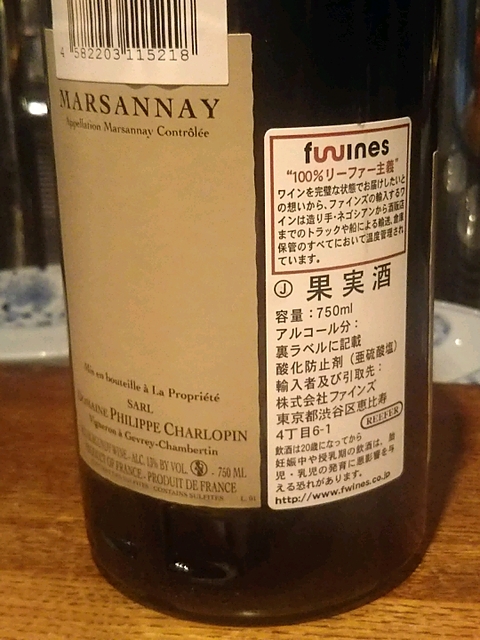 4 582203 115218
MARSANNAY
Appellation Marsannay Contrôlée
Mis en bouteille à La Propriété
SARL
DOMAINE PHILIPPE CHARLOPIN
Vigneron à Gevrey-Chambertin
WINE - ALC. 13% BY VOL. - 750 ML
PRODUCT OF FRANCE - PRODUIT DE FRANCE
CONTAINS SULFITES
fwines
"100%リーファー主義"
ワインを完璧な状態でお届けしたいと
の想いから、ファインズの輸入するワ
インは造り手・ネゴシアンから酒販店
までのトラックや船による輸送、倉庫
保管のすべてにおいて温度管理され
ています。
J 果実酒
容量：750ml
アルコール分：
裏ラベルに記載
酸化防止剤（亜硫酸塩）
輸入者及び引取先：
株式会社ファインズ
東京都渋谷区恵比寿
4丁目6-1 REEFER
飲酒は20歳になってから
妊娠中や授乳期の飲酒は、胎
児・乳児の発育に悪影響を与
える恐れがあります。
http://www.fwines.co.jp